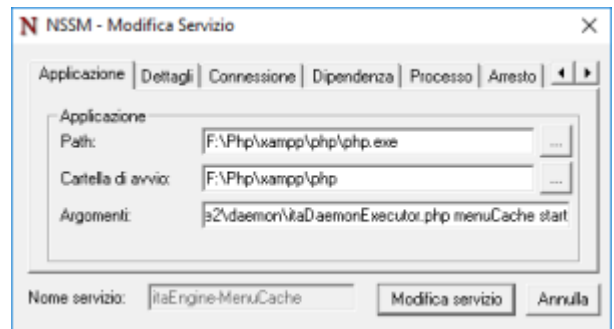 NSSM - Modifica Servizio
Applicazione Dettagli Connessione Dipendenza Processo Arresto
Applicazione
Path: F:\Php\xampp\php\php.exe ...
Cartella di avvio: F:\Php\xampp\php ...
Argomenti: e2\daemon\itaDaemonExecutor.php menuCache start
Nome servizio: itaEngine-MenuCache Modifica servizio Annulla